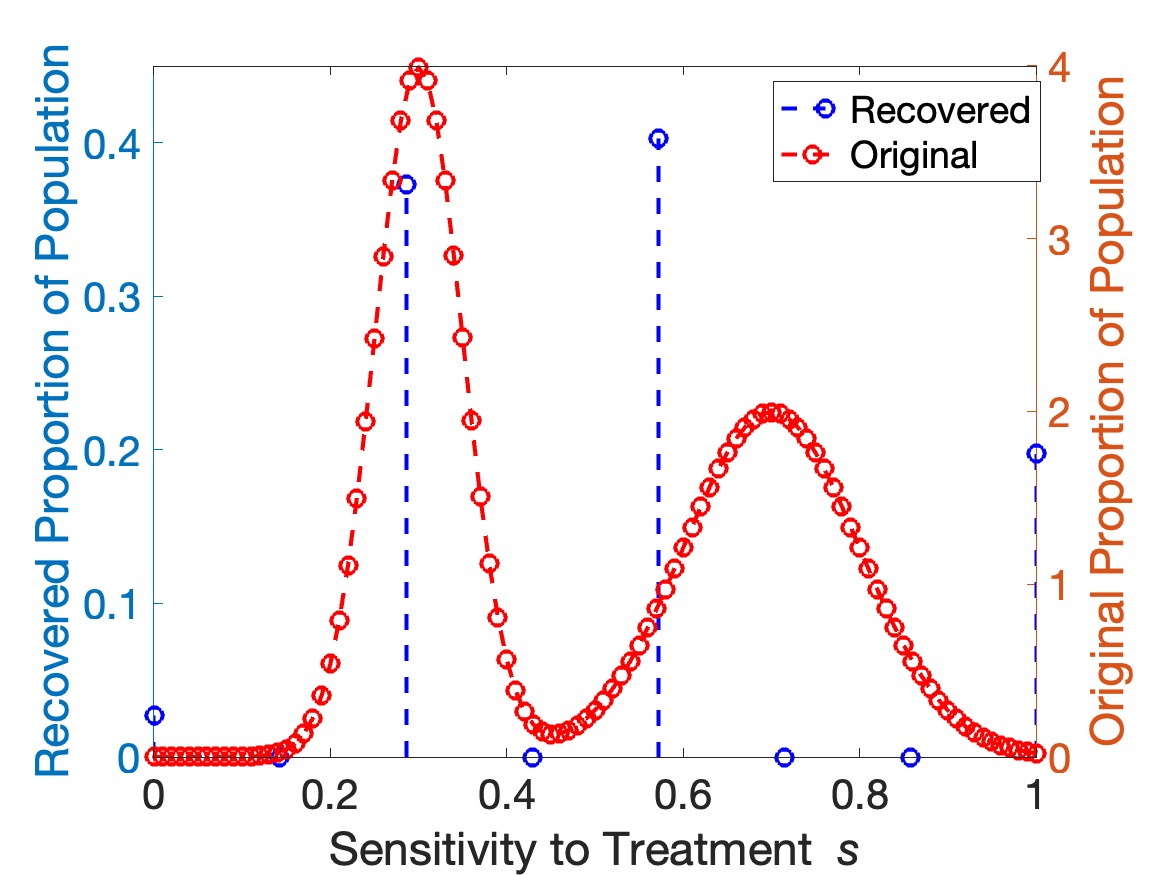 Recovered Proportion of Population
0.4
0.3
0.2
0.1
0
Recovered
Original
4
3
2
1
0
Original Proportion of Population
0 0.2 0.4 0.6 0.8 1
Sensitivity to Treatment s